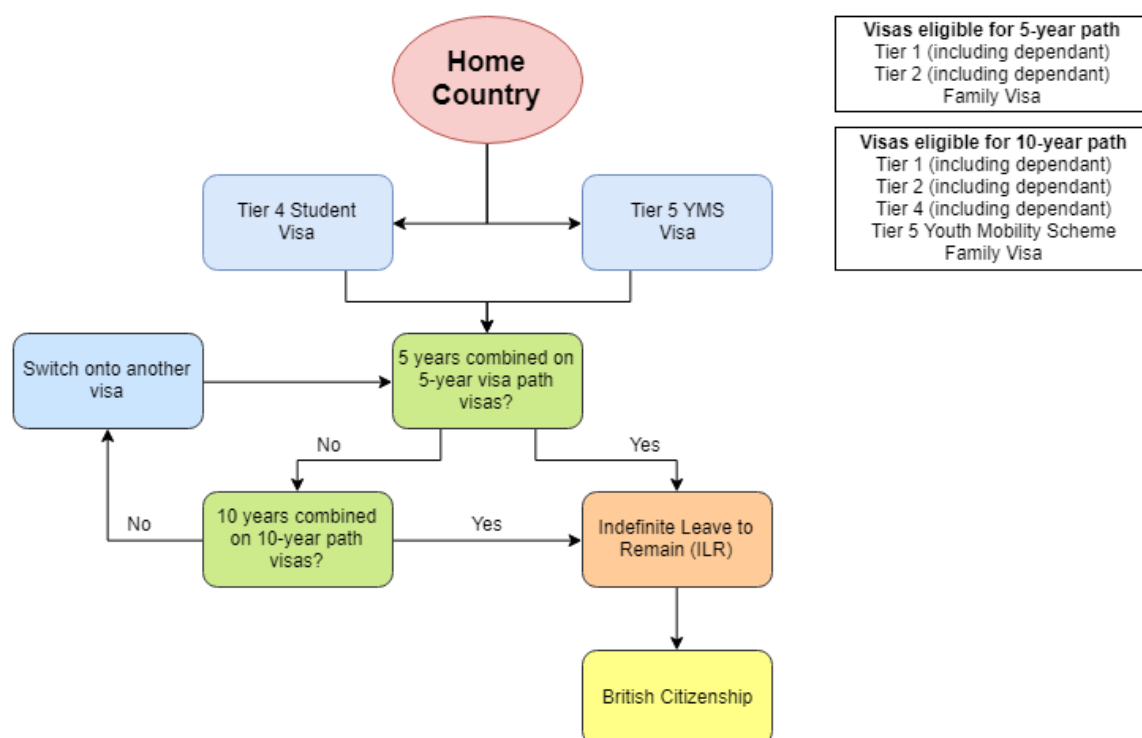 Home
Country
Visas eligible for 5-year path
Tier 1 (including dependant)
Tier 2 (including dependant)
Family Visa
Visas eligible for 10-year path
Tier 1 (including dependant)
Tier 2 (including dependant)
Tier 4 (including dependant)
Tier 5 Youth Mobility Scheme
Family Visa
Tier 4 Student
Visa
Tier 5 YMS
Visa
Switch onto another
visa
5 years combined on
5-year visa path
visas?
No
Yes
No
10 years combined
on 10-year path
visas?
Yes
Indefinite Leave to
Remain (ILR)
British Citizenship